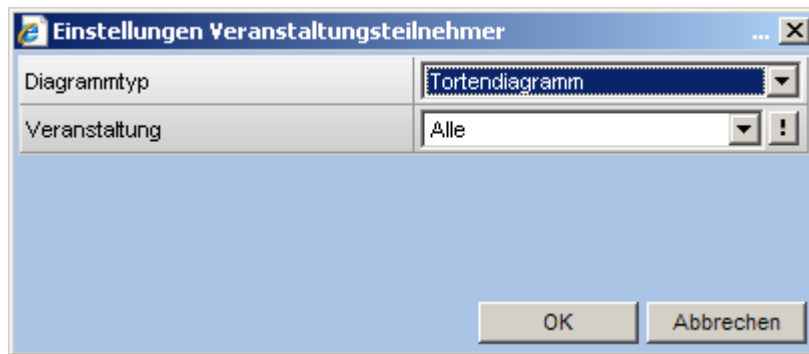 Einstellungen Veranstaltungsteilnehmer ...
Diagrammtyp Tortendiagramm
Veranstaltung Alle !
OK Abbrechen